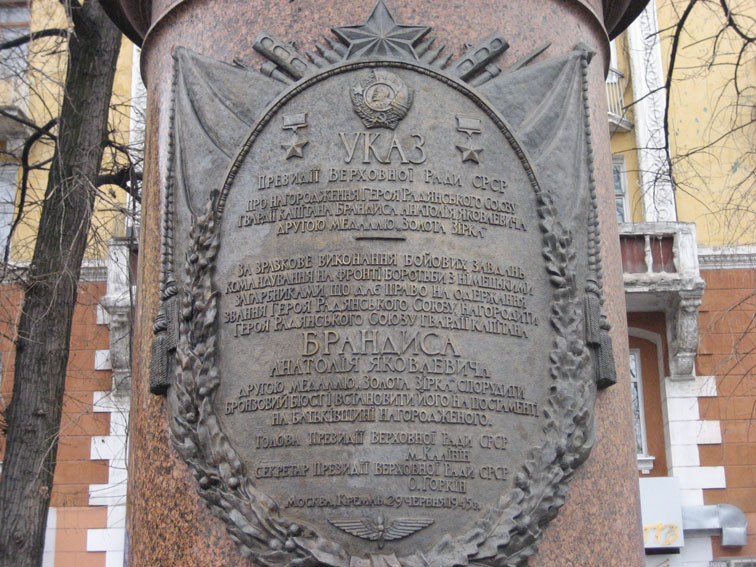 УКАЗ
ПРЕЗИДІЇ ВЕРХОВНОЇ РАДИ СРСР
ПРО НАГОРОДЖЕННЯ ГЕРОЯ РАДЯНСЬКОГО СОЮЗУ
ГВАРДІЇ КАПІТАНА БРАНДИСА АНАТОЛІЯ ЯКОВЛЕВИЧА
ДРУГОЮ МЕДАЛЛЮ „ЗОЛОТА ЗІРКА“
ЗА ЗРАЗКОВЕ ВИКОНАННЯ БОЙОВИХ ЗАВДАНЬ
КОМАНДУВАННЯ НА ФРОНТІ БОРОТЬБИ З НІМЕЦЬКИМИ
ЗАГАРБНИКАМИ, ЩО ДАЄ ПРАВО НА ОДЕРЖАННЯ
ЗВАННЯ ГЕРОЯ РАДЯНСЬКОГО СОЮЗУ НАГОРОДИТИ
ГЕРОЯ РАДЯНСЬКОГО СОЮЗУ ГВАРДІЇ КАПІТАНА
БРАНДИСА
АНАТОЛІЯ ЯКОВЛЕВИЧА
ДРУГОЮ МЕДАЛЛЮ „ЗОЛОТА ЗІРКА“, СПОРУДИТИ
БРОНЗОВИЙ БЮСТ І ВСТАНОВИТИ ЙОГО НА ПОСТАМЕНТІ
НА БАТЬКІВЩИНІ НАГОРОДЖЕНОГО.
ГОЛОВА ПРЕЗИДІЇ ВЕРХОВНОЇ РАДИ СРСР
М. КАЛІНІН
СЕКРЕТАР ПРЕЗИДІЇ ВЕРХОВНОЇ РАДИ СРСР
О. ГОРКІН
МОСКВА, КРЕМЛЬ, 29 ЧЕРВНЯ 1945 р.